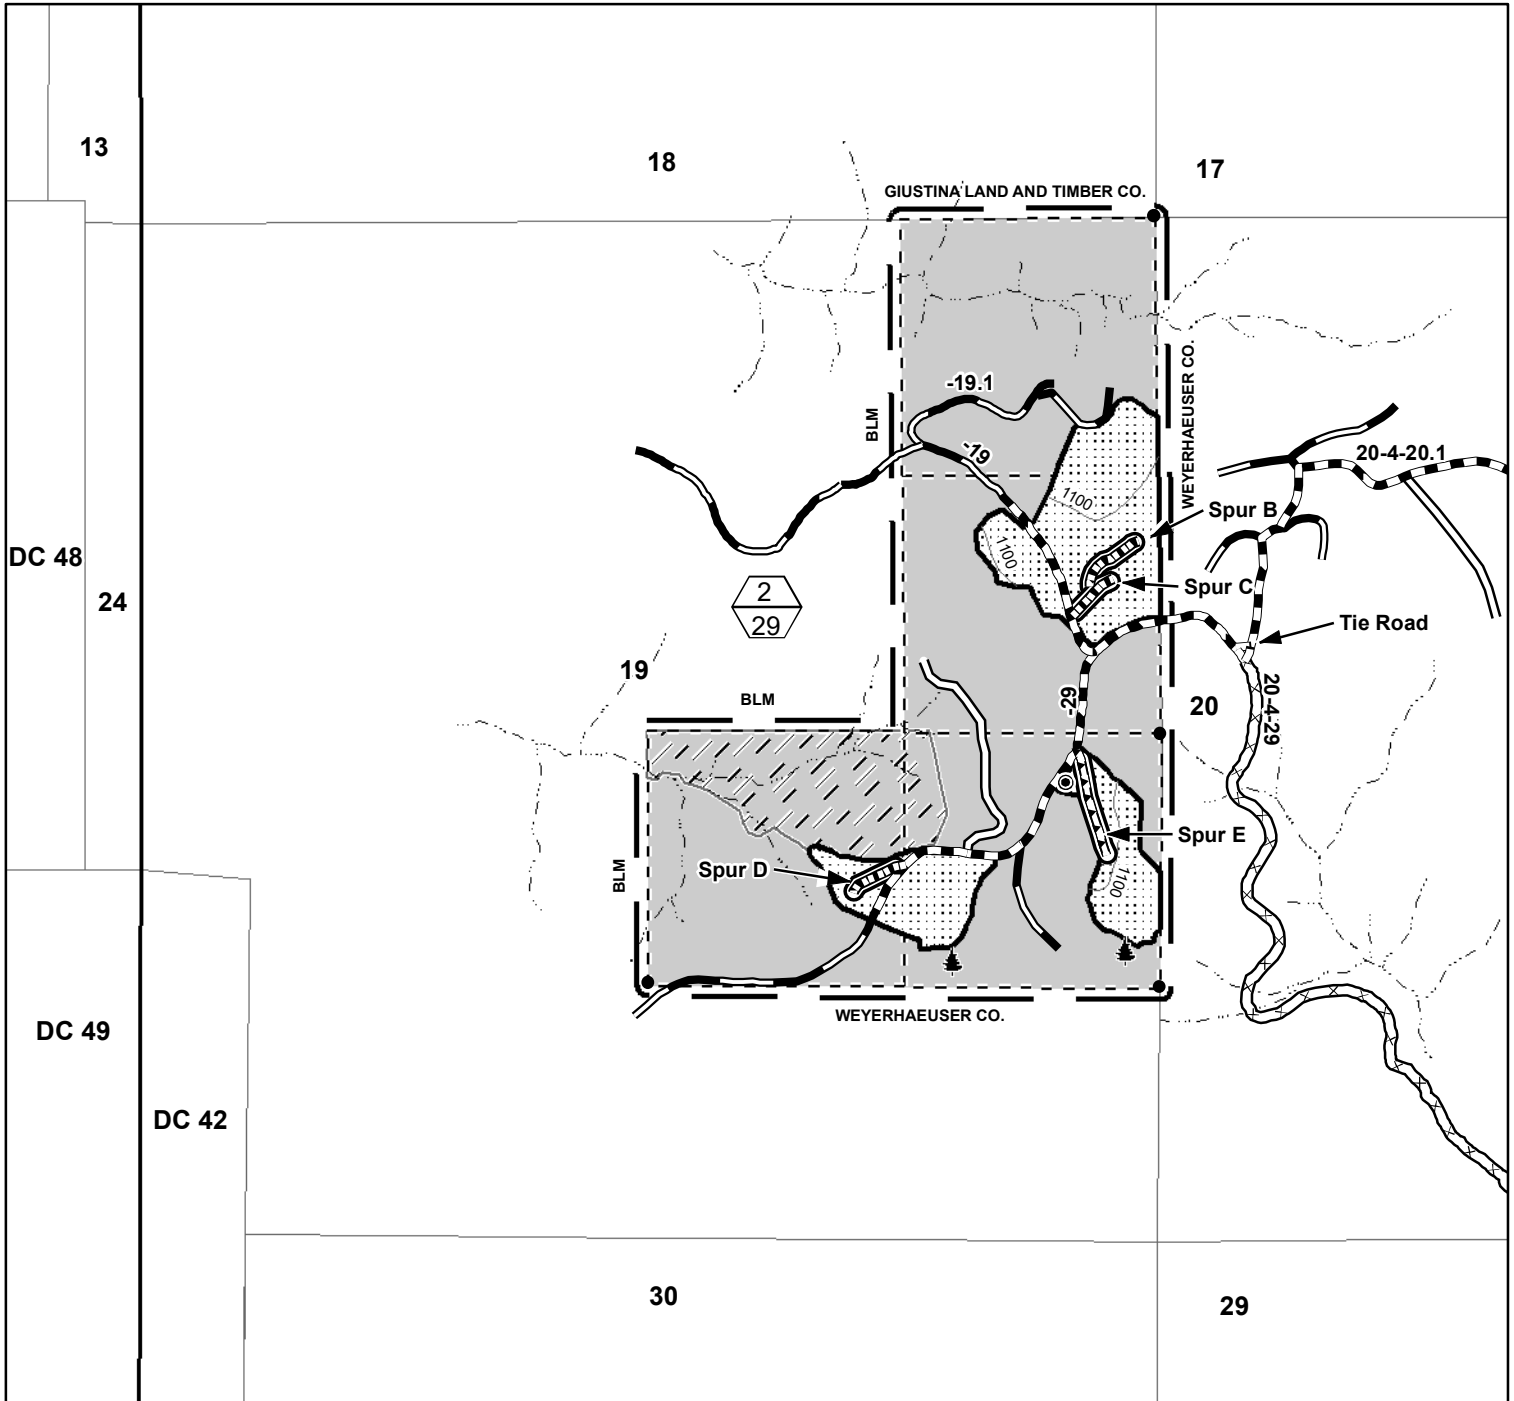 13
18
17
GIUSTINA LAND AND TIMBER CO.
WEYERHAEUSER CO.
-19.1
BLM
-19
20-4-20.1
1100
Spur B
1100
DC 48
24
2
29
Spur C
Tie Road
19
BLM
-29
20
20-4-29
Spur E
Spur D
BLM
1100
WEYERHAEUSER CO.
DC 49
DC 42
30
29